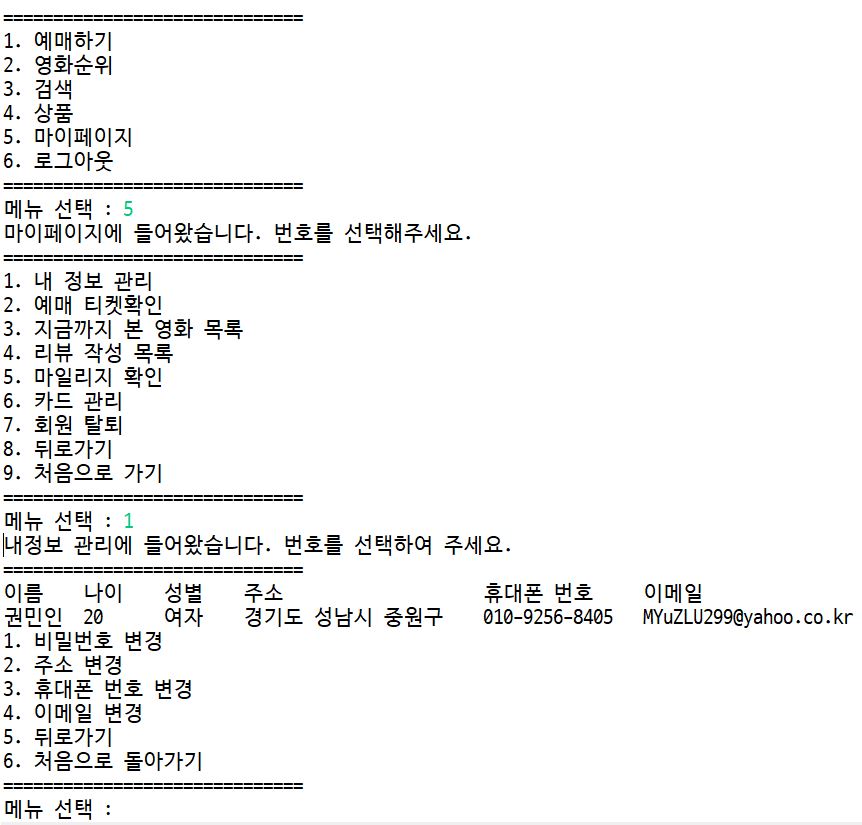 ==============================
1. 예매하기
2. 영화순위
3. 검색
4. 상품
5. 마이페이지
6. 로그아웃
==============================
메뉴 선택 : 5
마이페이지에 들어왔습니다. 번호를 선택해주세요.
==============================
1. 내 정보 관리
2. 예매 티켓확인
3. 지금까지 본 영화 목록
4. 리뷰 작성 목록
5. 마일리지 확인
6. 카드 관리
7. 회원 탈퇴
8. 뒤로가기
9. 처음으로 가기
==============================
메뉴 선택 : 1
내정보 관리에 들어왔습니다. 번호를 선택하여 주세요.
==============================
이름 나이 성별 주소 휴대폰 번호 이메일
권민인 20 여자 경기도 성남시 중원구 010-9256-8405 MYuZLU299@yahoo.co.kr
1. 비밀번호 변경
2. 주소 변경
3. 휴대폰 번호 변경
4. 이메일 변경
5. 뒤로가기
6. 처음으로 돌아가기
==============================
메뉴 선택 :